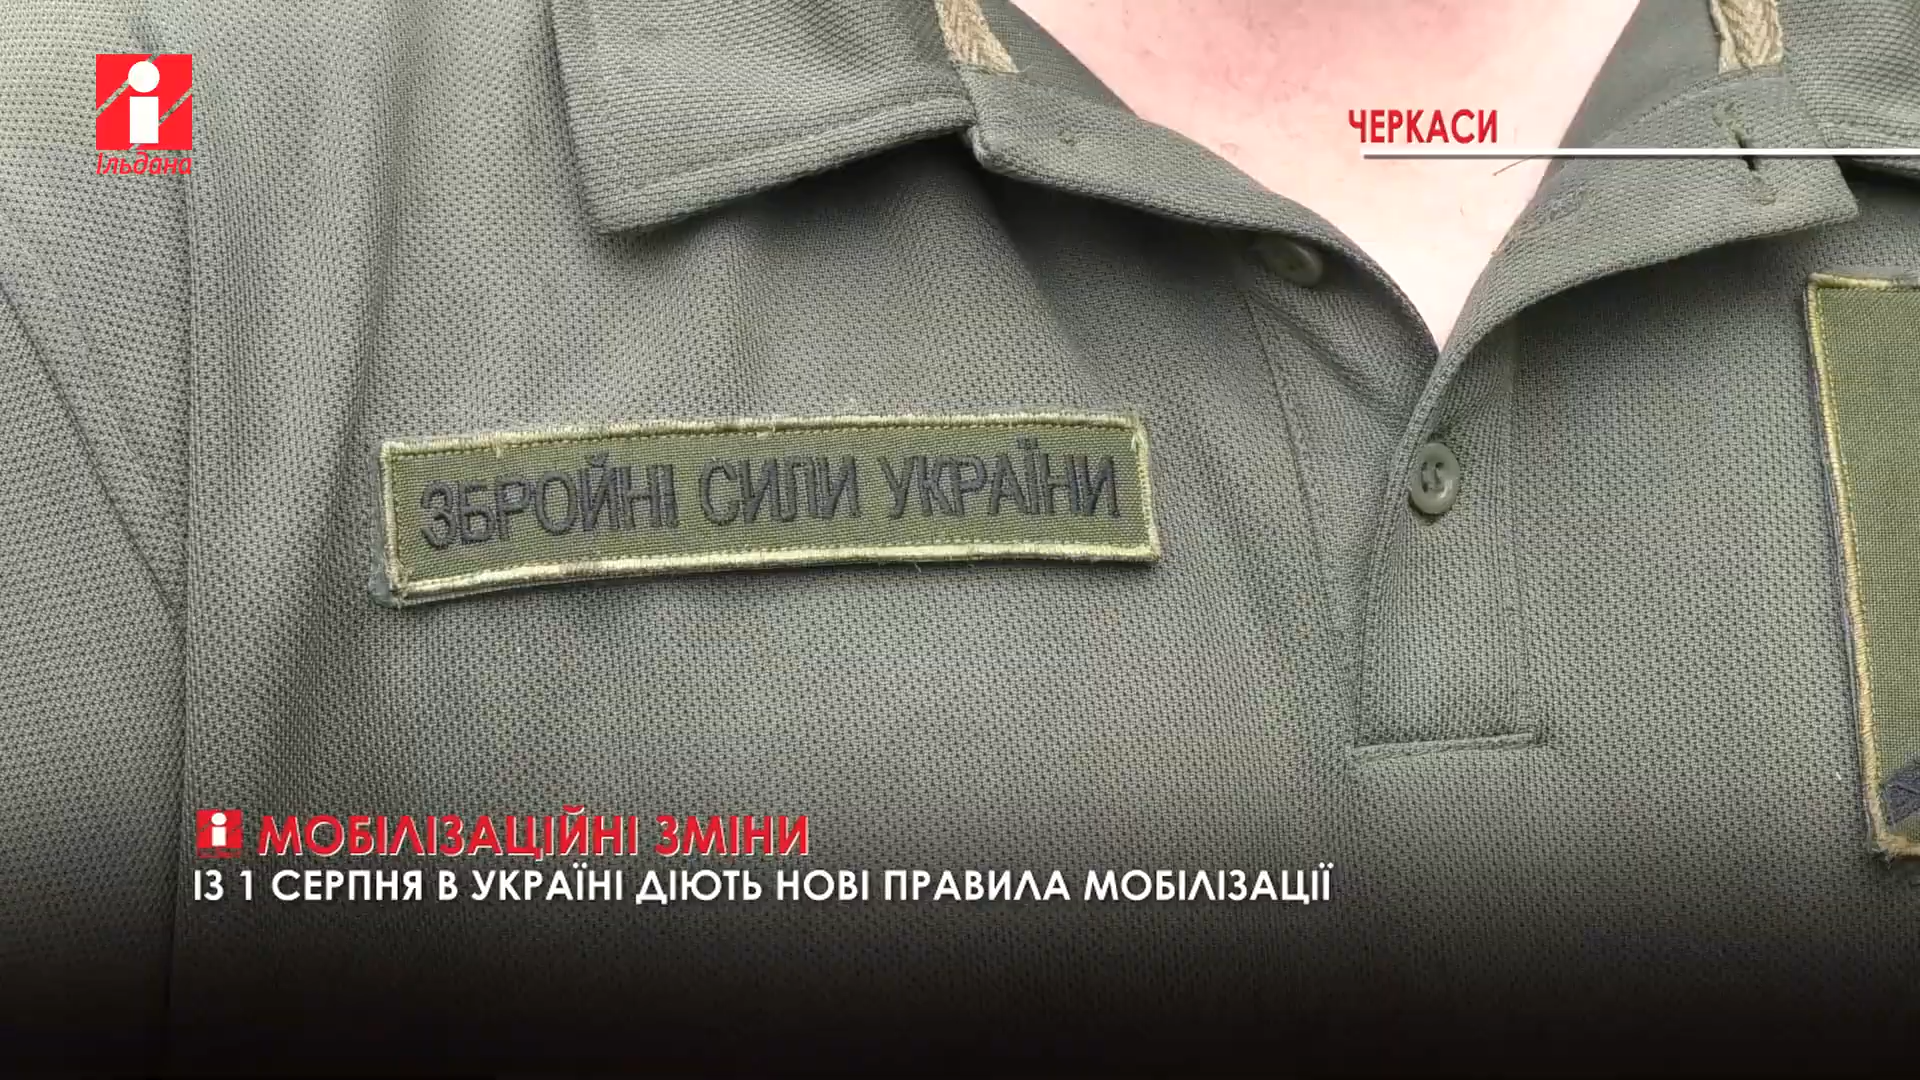 Ільдана
ЧЕРКАСИ
ЗБРОЙНІ СИЛИ УКРАЇНИ
МОБІЛІЗАЦІЙНІ ЗМІНИ
ІЗ 1 СЕРПНЯ В УКРАЇНІ ДІЮТЬ НОВІ ПРАВИЛА МОБІЛІЗАЦІЇ